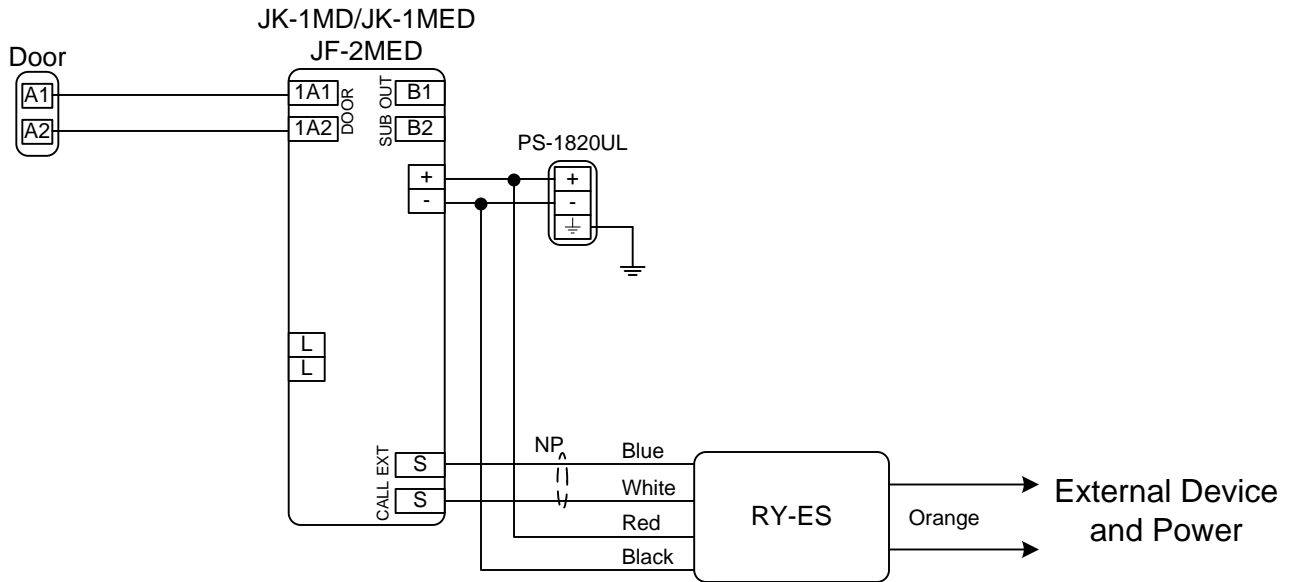 JK-1MD/JK-1MED
JF-2MED
Door
A1
A2
1A1
1A2
DOOR
SUB OUT
B1
B2
+
-
PS-1820UL
+
-
L
L
CALL EXT
S
S
NP
Blue
White
Red
Black
RY-ES
Orange
External Device
and Power